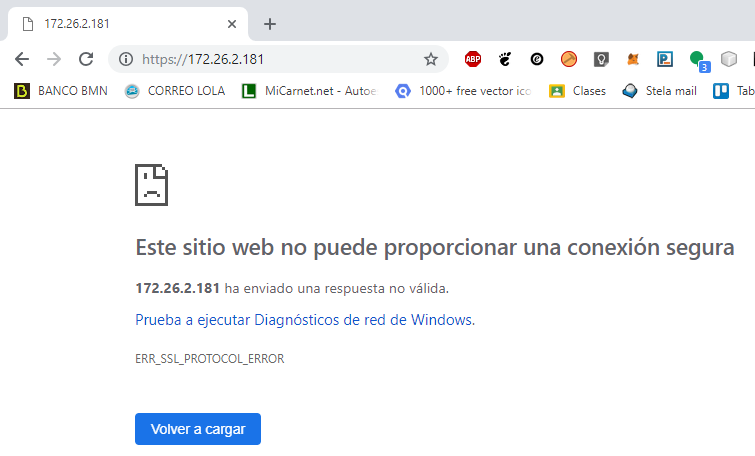 172.26.2.181
https://172.26.2.181
ABP
3
BANCO BMN
CORREO LOLA
MiCarnet.net - Autoe
1000+ free vector ico
Clases
Stela mail
Tab
Este sitio web no puede proporcionar una conexión segura
172.26.2.181 ha enviado una respuesta no válida.
Prueba a ejecutar Diagnósticos de red de Windows.
ERR_SSL_PROTOCOL_ERROR
Volver a cargar